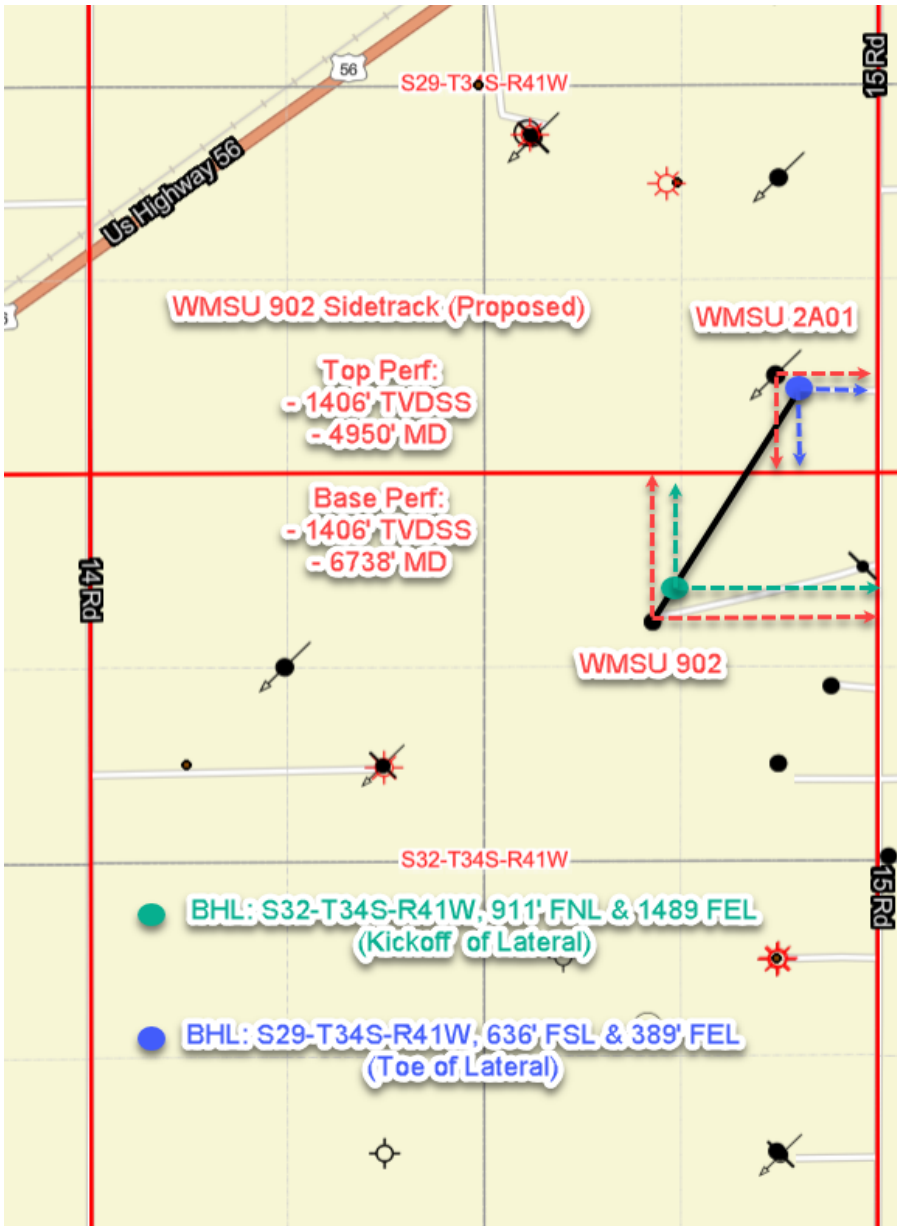 15 Rd
56
S29-T34S-R41W
Us Highway 56
WMSU 902 Sidetrack (Proposed)
WMSU 2A01
Top Perf:
- 1406' TVDSS
- 4950' MD
Base Perf:
- 1406' TVDSS
- 6738' MD
14 Rd
WMSU 902
S32-T34S-R41W
15 Rd
BHL: S32-T34S-R41W, 911' FNL & 1489 FEL
(Kickoff of Lateral)
BHL: S29-T34S-R41W, 636' FSL & 389' FEL
(Toe of Lateral)